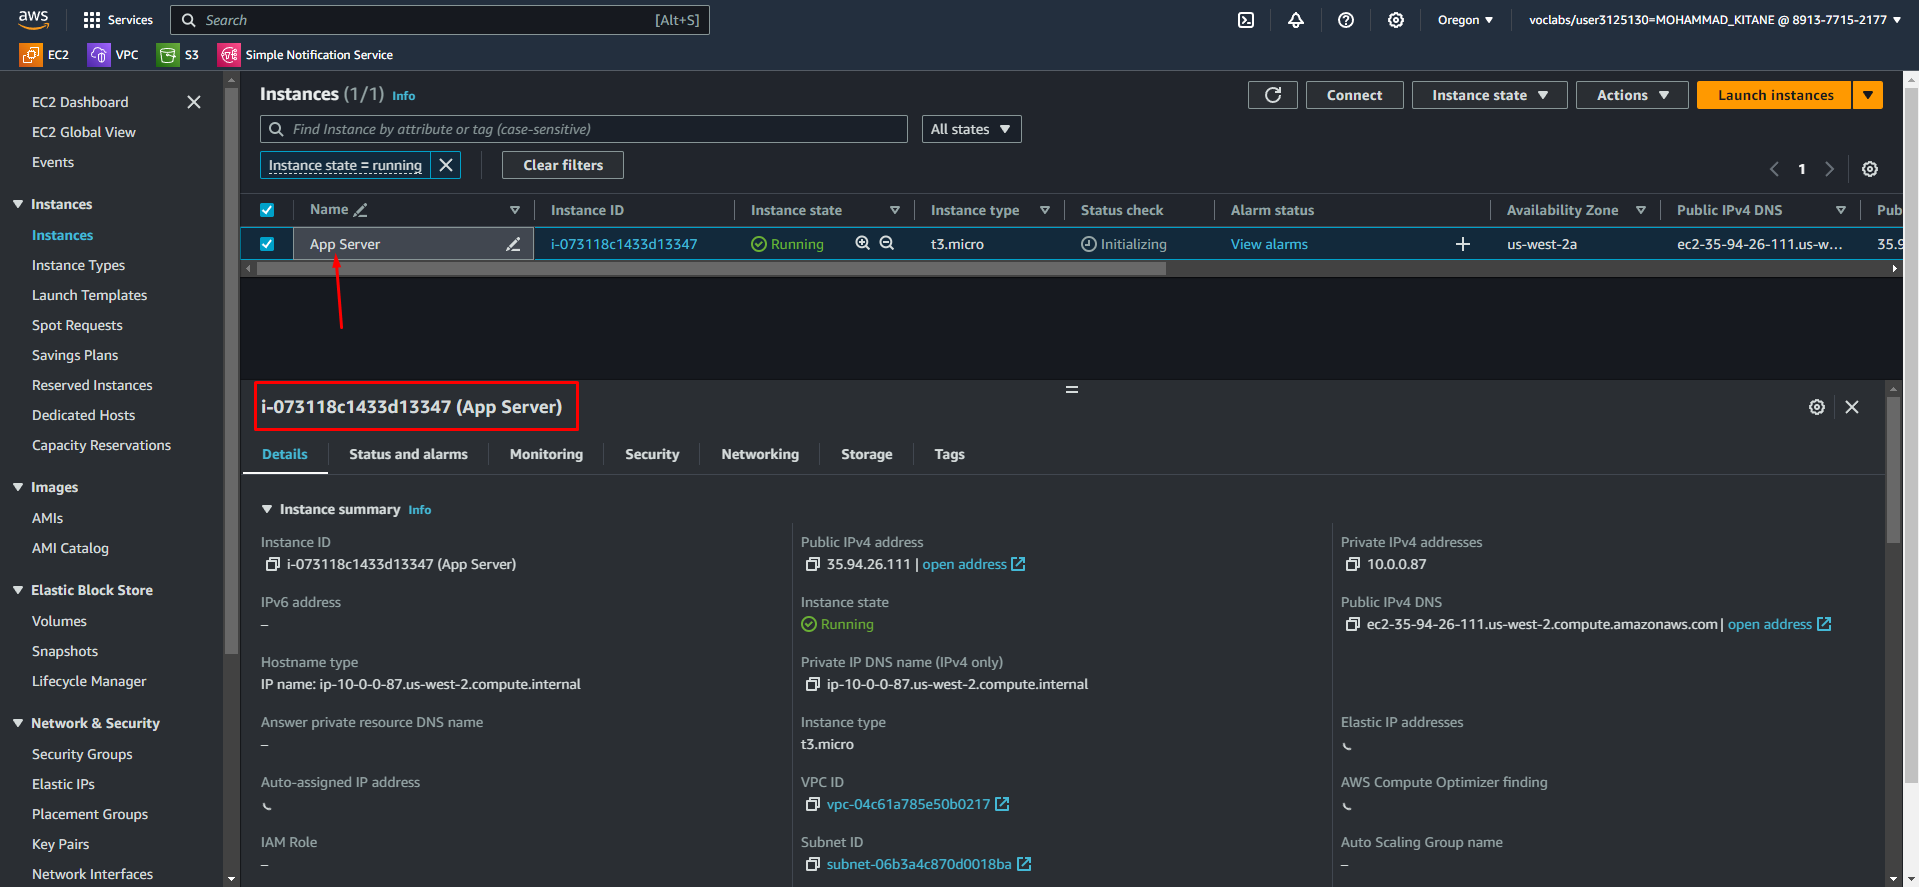 aws
Services
Search
[Alt+S]
Oregon
voclabs/user3125130=MOHAMMAD_KITANE @ 8913-7715-2177
EC2
VPC
S3
Simple Notification Service
EC2 Dashboard
EC2 Global View
Events
Instances
Instances
Instance Types
Launch Templates
Spot Requests
Savings Plans
Reserved Instances
Dedicated Hosts
Capacity Reservations
Images
AMIs
AMI Catalog
Elastic Block Store
Volumes
Snapshots
Lifecycle Manager
Network & Security
Security Groups
Elastic IPs
Placement Groups
Key Pairs
Network Interfaces
Instances (1/1) Info
Connect
Instance state
Actions
Launch instances
Find Instance by attribute or tag (case-sensitive)
All states
Instance state = running
Clear filters
1
Name
Instance ID
Instance state
Instance type
Status check
Alarm status
Availability Zone
Public IPv4 DNS
Pub
App Server
i-073118c1433d13347
Running
t3.micro
Initializing
View alarms
us-west-2a
ec2-35-94-26-111.us-w...
35.9
i-073118c1433d13347 (App Server)
Details
Status and alarms
Monitoring
Security
Networking
Storage
Tags
Instance summary Info
Instance ID
i-073118c1433d13347 (App Server)
Public IPv4 address
35.94.26.111 | open address
Private IPv4 addresses
10.0.0.87
IPv6 address
–
Instance state
Running
Public IPv4 DNS
ec2-35-94-26-111.us-west-2.compute.amazonaws.com | open address
Hostname type
IP name: ip-10-0-0-87.us-west-2.compute.internal
Private IP DNS name (IPv4 only)
ip-10-0-0-87.us-west-2.compute.internal
Answer private resource DNS name
–
Instance type
t3.micro
Elastic IP addresses
Auto-assigned IP address
VPC ID
vpc-04c61a785e50b0217
AWS Compute Optimizer finding
IAM Role
–
Subnet ID
subnet-06b3a4c870d0018ba
Auto Scaling Group name
–